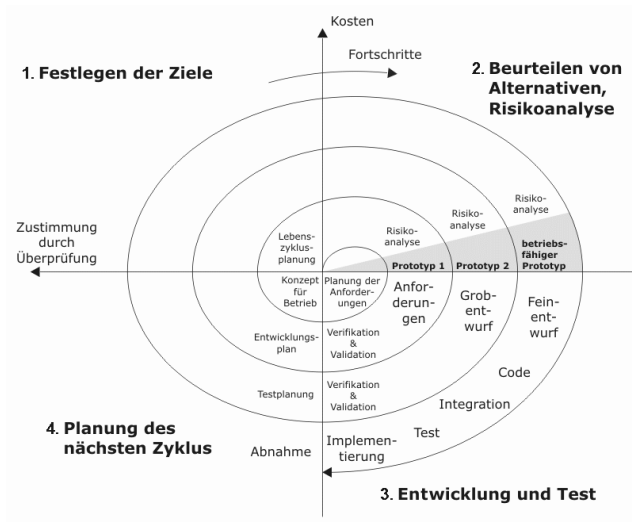 Kosten
Fortschritte
1. Festlegen der Ziele
2. Beurteilen von
Alternativen,
Risikoanalyse
Zustimmung
durch
Überprüfung
Lebens-
zyklus-
planung
Risiko-
analyse
Risiko-
analyse
Risiko-
analyse
Prototyp 1
Prototyp 2
betriebs-
fähiger
Prototyp
Konzept
für
Betrieb
Planung der
Anforder-
ungen
Anfor-
derun-
gen
Grob-
ent-
wurf
Fein-
ent-
wurf
Entwicklungs-
plan
Verifikation
&
Validation
Code
Testplanung
Verifikation
&
Validation
Integration
Test
4. Planung des
nächsten Zyklus
Abnahme
Implemen-
tierung
3. Entwicklung und Test